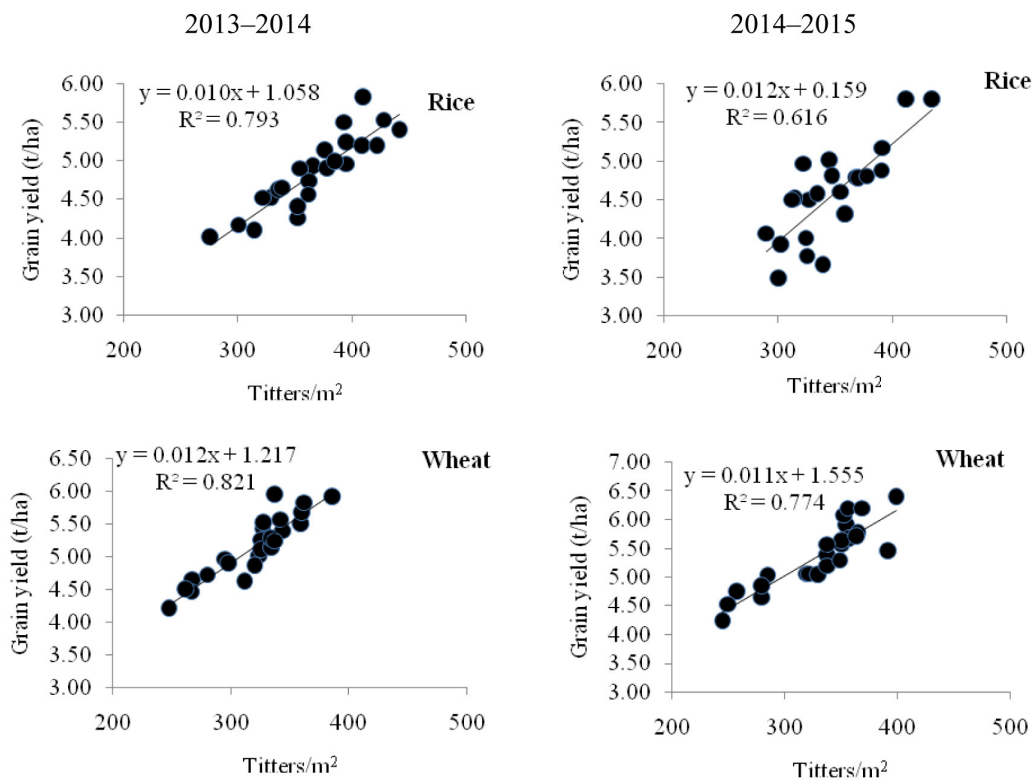 2013–2014
2014–2015
y = 0.010x + 1.058
R² = 0.793
Rice
Grain yield (t/ha)
6.00
5.50
5.00
4.50
4.00
3.50
3.00
200 300 400 500
Titters/m²
y = 0.012x + 0.159
R² = 0.616
Rice
Grain yield (t/ha)
6.00
5.50
5.00
4.50
4.00
3.50
3.00
200 300 400 500
Titters/m²
y = 0.012x + 1.217
R² = 0.821
Wheat
Grain yield (t/ha)
6.50
6.00
5.50
5.00
4.50
4.00
3.50
3.00
200 300 400 500
Titters/m²
y = 0.011x + 1.555
R² = 0.774
Wheat
Grain yield (t/ha)
7.00
6.50
6.00
5.50
5.00
4.50
4.00
3.50
3.00
200 300 400 500
Titters/m²